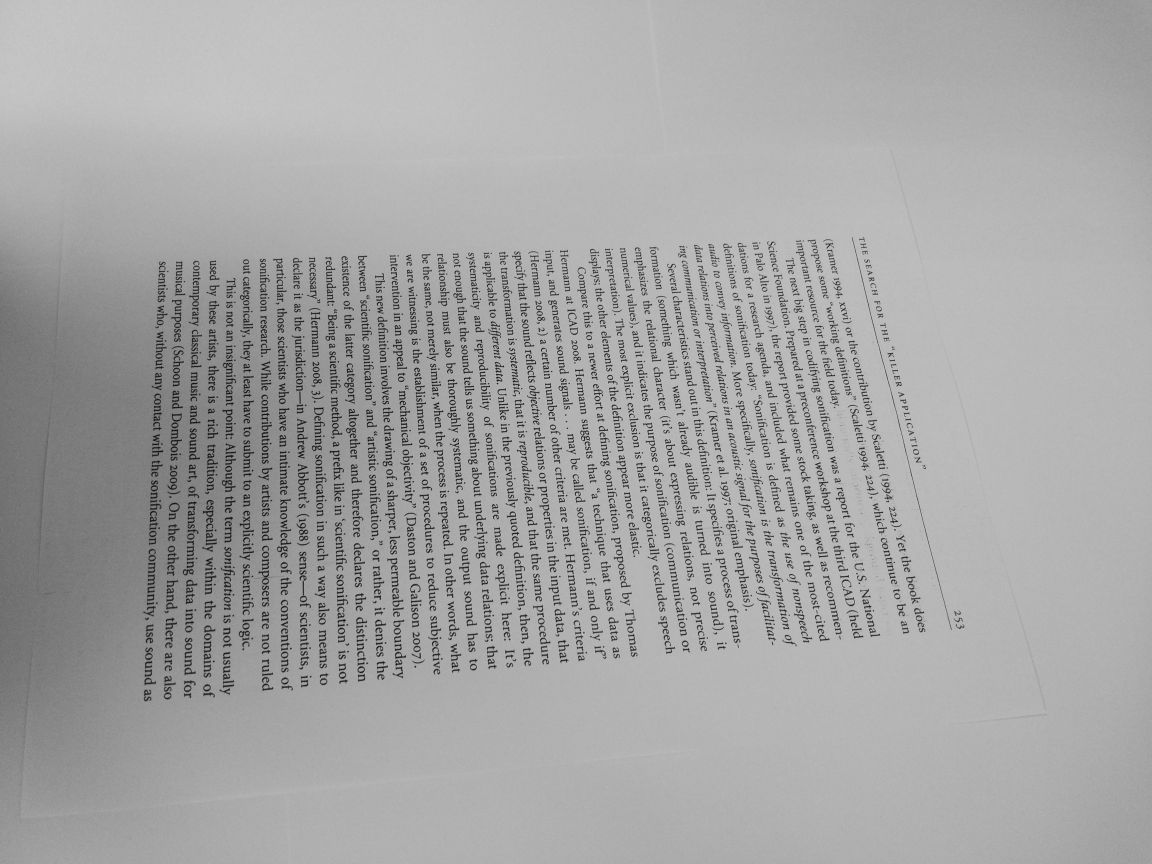 THE SEARCH FOR THE "KILLER APPLICATION" 253
(Kramer 1994, xxv) or the contribution by Scaletti (1994, 224). Yet the book does
propose some "working definitions" (Scaletti 1994, 224), which continue to be an
important resource for the field today.
The next big step in codifying sonification was a report for the U.S. National
Science Foundation. Prepared at a preconference workshop at the third ICAD (held
in Palo Alto in 1997), the report provided some stock taking, as well as recommen-
dations for a research agenda, and included what remains one of the most-cited
definitions of sonification today: "Sonification is defined as the use of nonspeech
audio to convey information. More specifically, sonification is the transformation of
data relations into perceived relations in an acoustic signal for the purposes of facilitat-
ing communication or interpretation" (Kramer et al. 1997; original emphasis).
Several characteristics stand out in this definition: It specifies a process of trans-
formation (something which wasn't already audible is turned into sound), it
emphasizes the relational character (it's about expressing relations, not precise
numerical values), and it indicates the purpose of sonification (communication or
interpretation). The most explicit exclusion is that it categorically excludes speech
displays; the other elements of the definition appear more elastic.
Compare this to a newer effort at defining sonification, proposed by Thomas
Hermann at ICAD 2008. Hermann suggests that "a technique that uses data as
input, and generates sound signals . . . may be called sonification, if and only if"
(Hermann 2008, 2) a certain number of other criteria are met. Hermann's criteria
specify that the sound reflects objective relations or properties in the input data, that
the transformation is systematic, that it is reproducible, and that the same procedure
is applicable to different data. Unlike in the previously quoted definition, then, the
systematicity and reproducibility of sonifications are made explicit here: It's
not enough that the sound tells us something about underlying data relations; that
relationship must also be thoroughly systematic, and the output sound has to
be the same, not merely similar, when the process is repeated. In other words, what
we are witnessing is the establishment of a set of procedures to reduce subjective
intervention in an appeal to "mechanical objectivity" (Daston and Galison 2007).
This new definition involves the drawing of a sharper, less permeable boundary
between "scientific sonification" and "artistic sonification," or rather, it denies the
existence of the latter category altogether and therefore declares the distinction
redundant: "Being a scientific method, a prefix like in 'scientific sonification' is not
necessary" (Hermann 2008, 3). Defining sonification in such a way also means to
declare it as the jurisdiction—in Andrew Abbott's (1988) sense—of scientists, in
particular, those scientists who have an intimate knowledge of the conventions of
sonification research. While contributions by artists and composers are not ruled
out categorically, they at least have to submit to an explicitly scientific logic.
This is not an insignificant point: Although the term sonification is not usually
used by these artists, there is a rich tradition, especially within the domains of
contemporary classical music and sound art, of transforming data into sound for
musical purposes (Schoon and Dombois 2009). On the other hand, there are also
scientists who, without any contact with the sonification community, use sound as